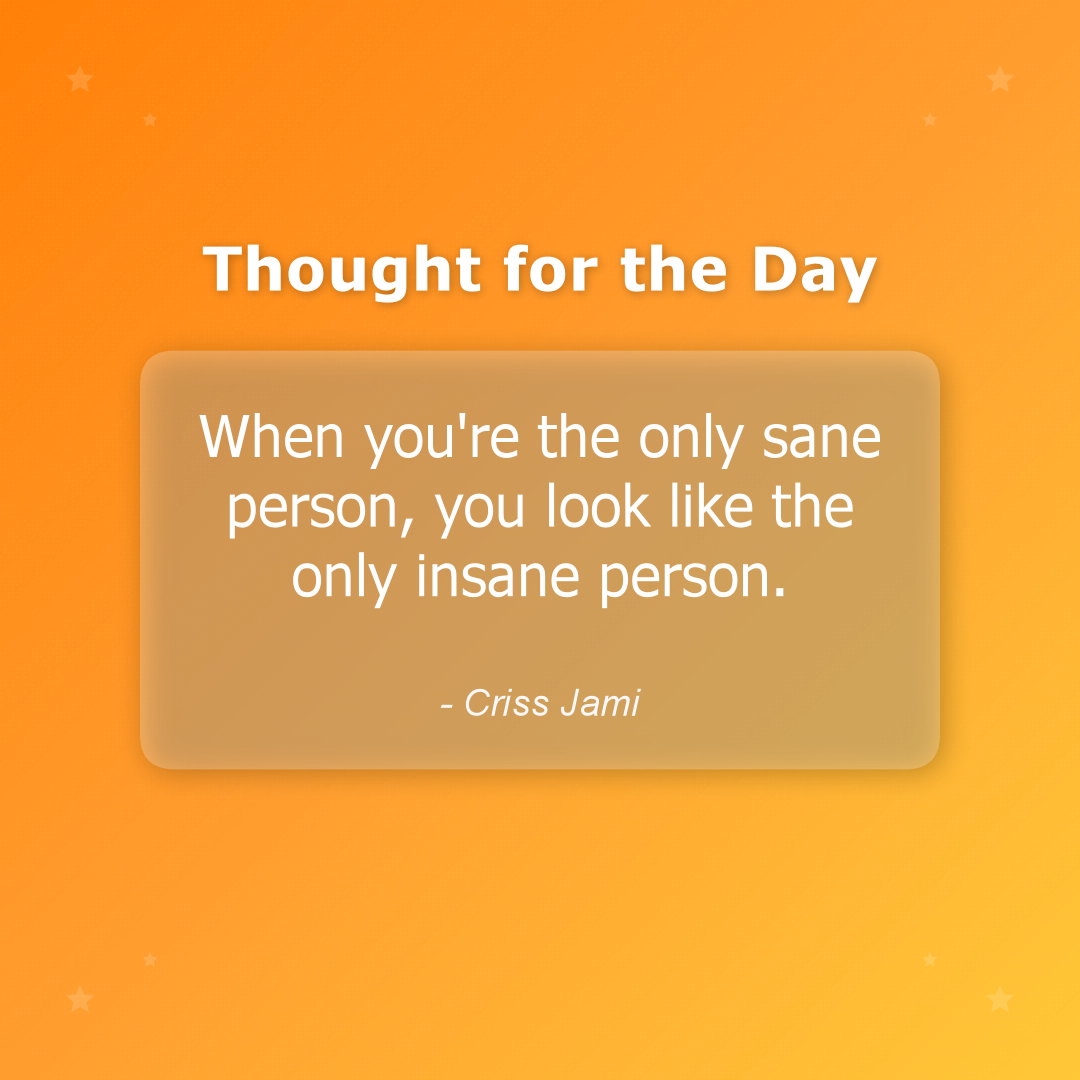 Thought for the Day
When you're the only sane
person, you look like the
only insane person.
- Criss Jami